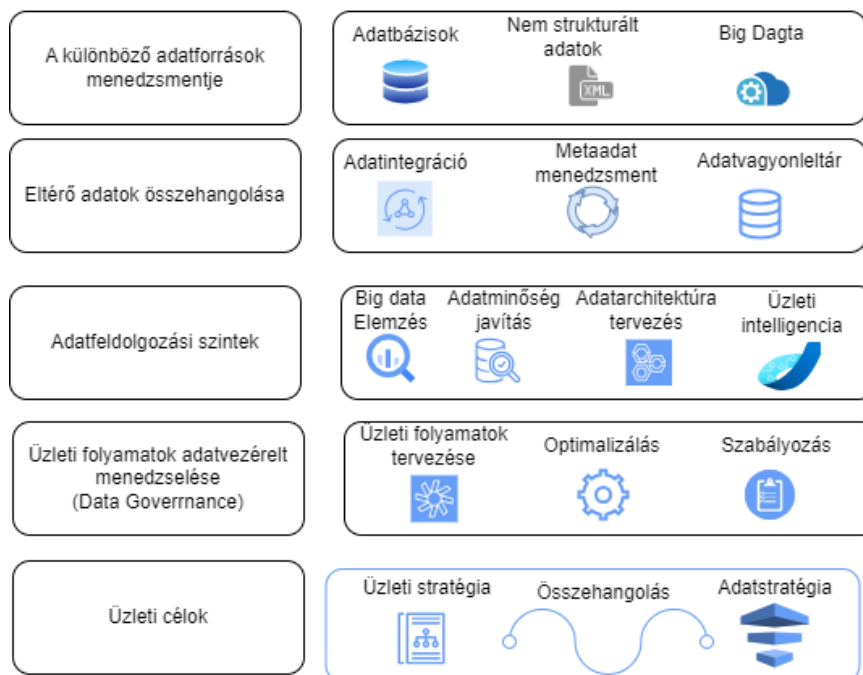 A különböző adatforrások
menedzsmentje
Adatbázisok
Nem strukturált
adatok
XML
Big Dagta
Eltérő adatok összehangolása
Adatintegráció
Metaadat
menedzsment
Adatvagyonleltár
Adatfeldolgozási szintek
Big data
Elemzés
Adatminőség
javítás
Adatarchitektúra
tervezés
Üzleti
intelligencia
Üzleti folyamatok adatvezérelt
menedzselése
(Data Goverrnance)
Üzleti folyamatok
tervezése
Optimalizálás
Szabályozás
Üzleti célok
Üzleti stratégia
Összehangolás
Adatstratégia